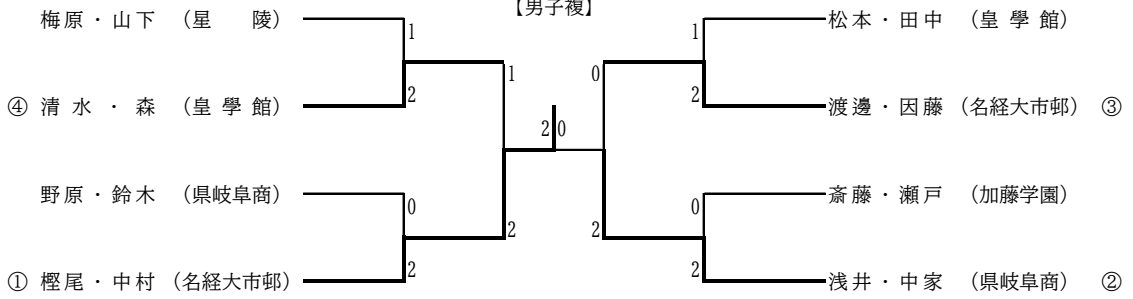 【男子複】
梅原・山下 (星　陵)
1
④ 清水・森 (皇學館)
2
野原・鈴木 (県岐阜商)
0
① 樫尾・中村 (名経大市邨)
2
1
2
2 0
0
2
1
松本・田中 (皇學館)
2
渡邊・因藤 (名経大市邨) ③
0
斎藤・瀬戸 (加藤学園)
2
浅井・中家 (県岐阜商) ②